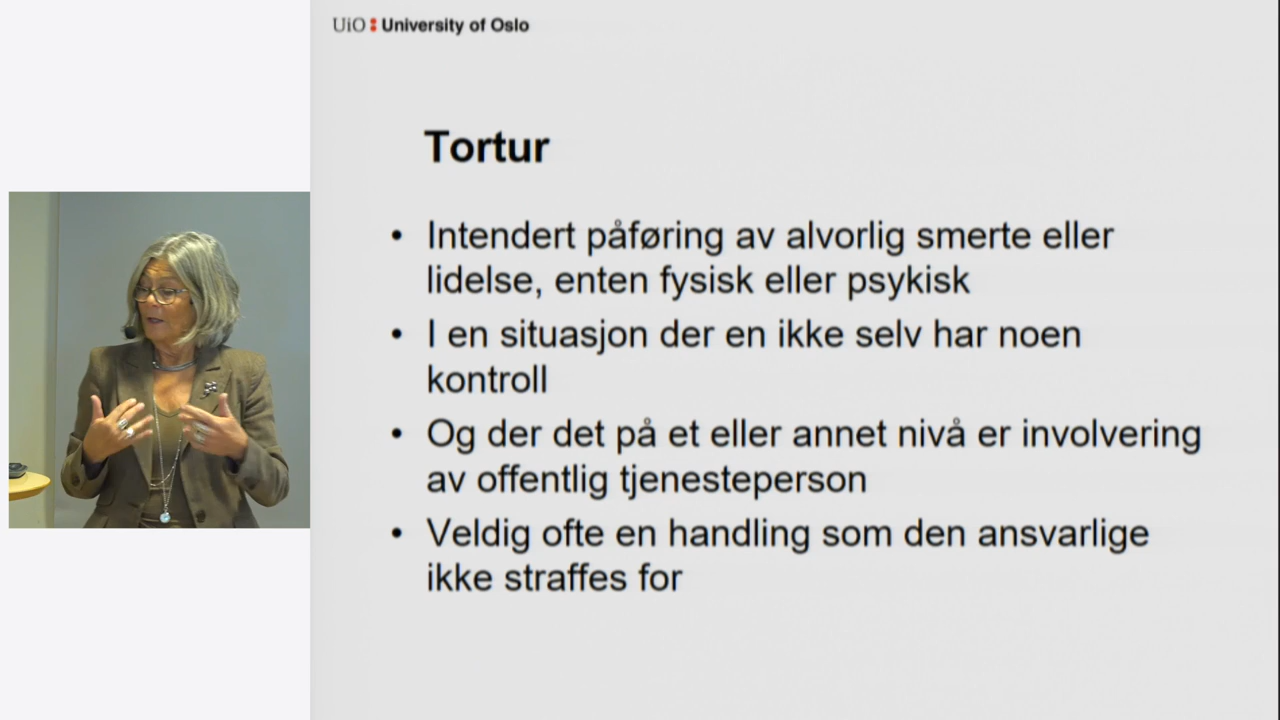 UiO: University of Oslo
Tortur
• Intendert påføring av alvorlig smerte eller
lidelse, enten fysisk eller psykisk
• I en situasjon der en ikke selv har noen
kontroll
• Og der det på et eller annet nivå er involvering
av offentlig tjenesteperson
• Veldig ofte en handling som den ansvarlige
ikke straffes for